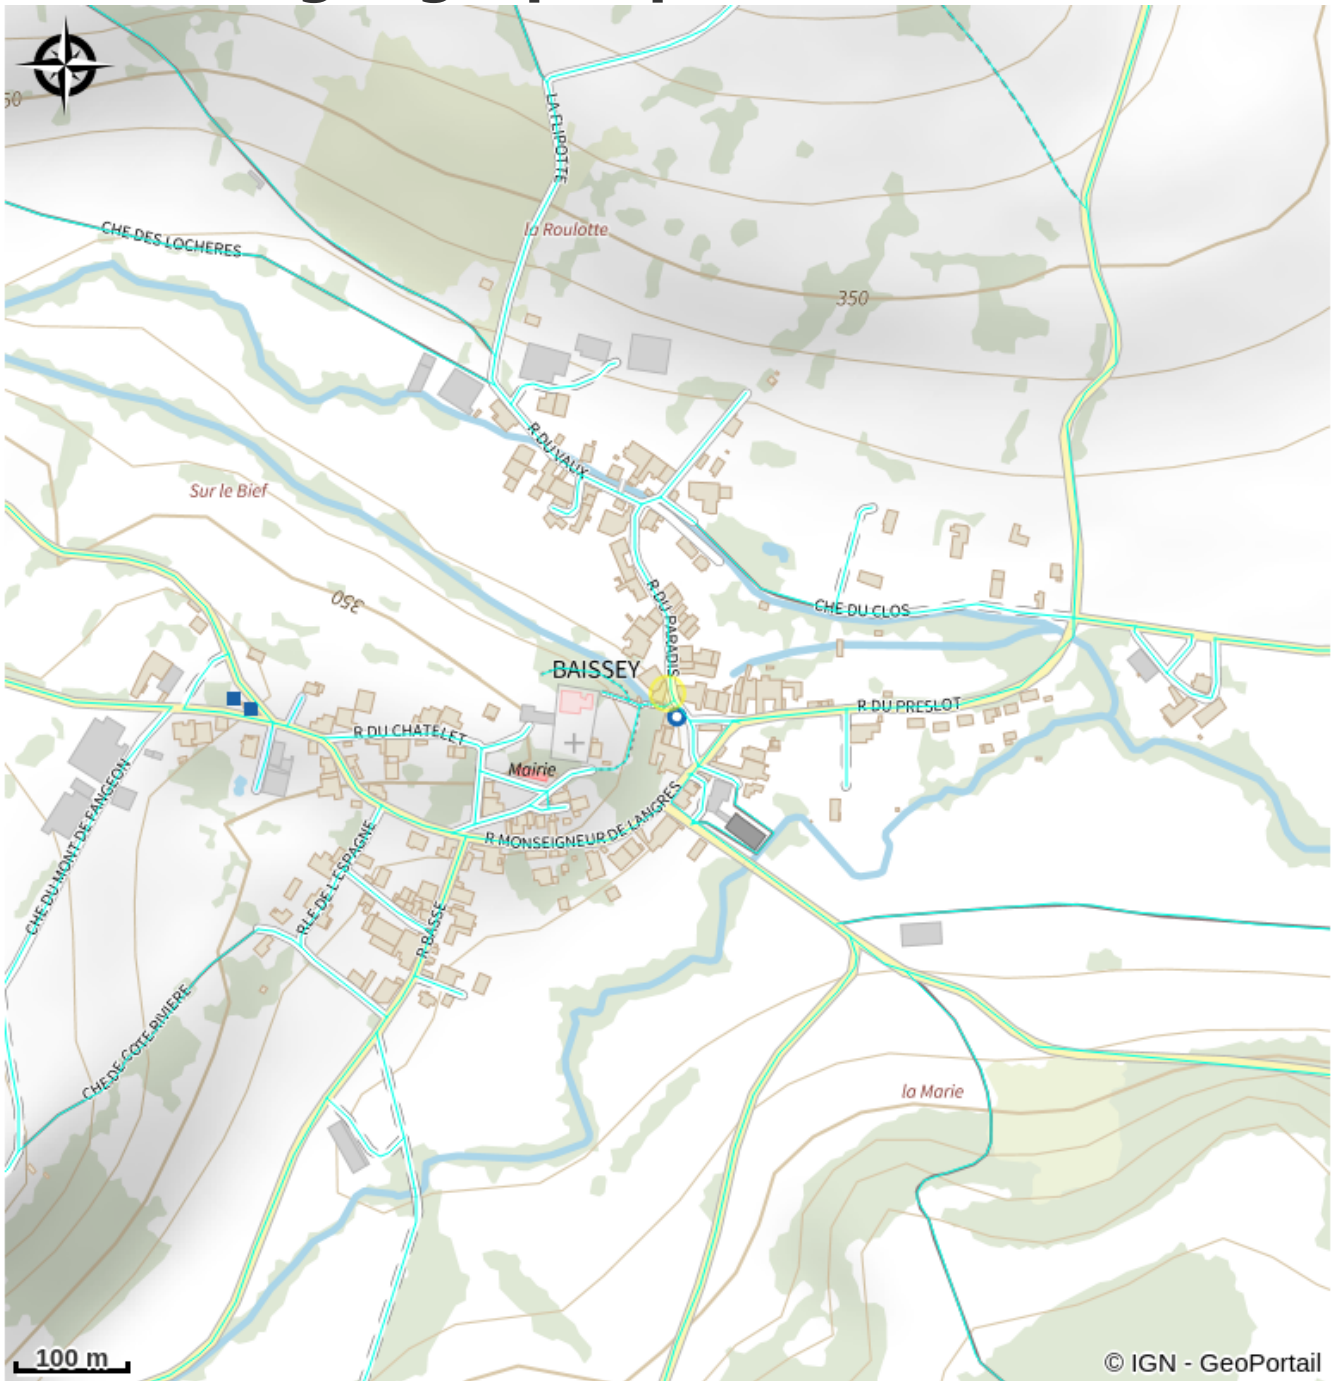 LA FLIPOTTE
CHE DES LOCHERES
la Roulotte
350
R DU VAUX
Sur le Bief
350
R DU PARADIS
CHE DU CLOS
BAISSEY
R DU PRESLOT
R DU CHATELET
Mairie
R MONSEIGNEUR DE LANGRES
CHE DU MONT DE FANGEON
RLE DE L ESPAGNE
R BASSE
CHE DE COTE RIVIERE
la Marie
100 m
© IGN - GeoPortail